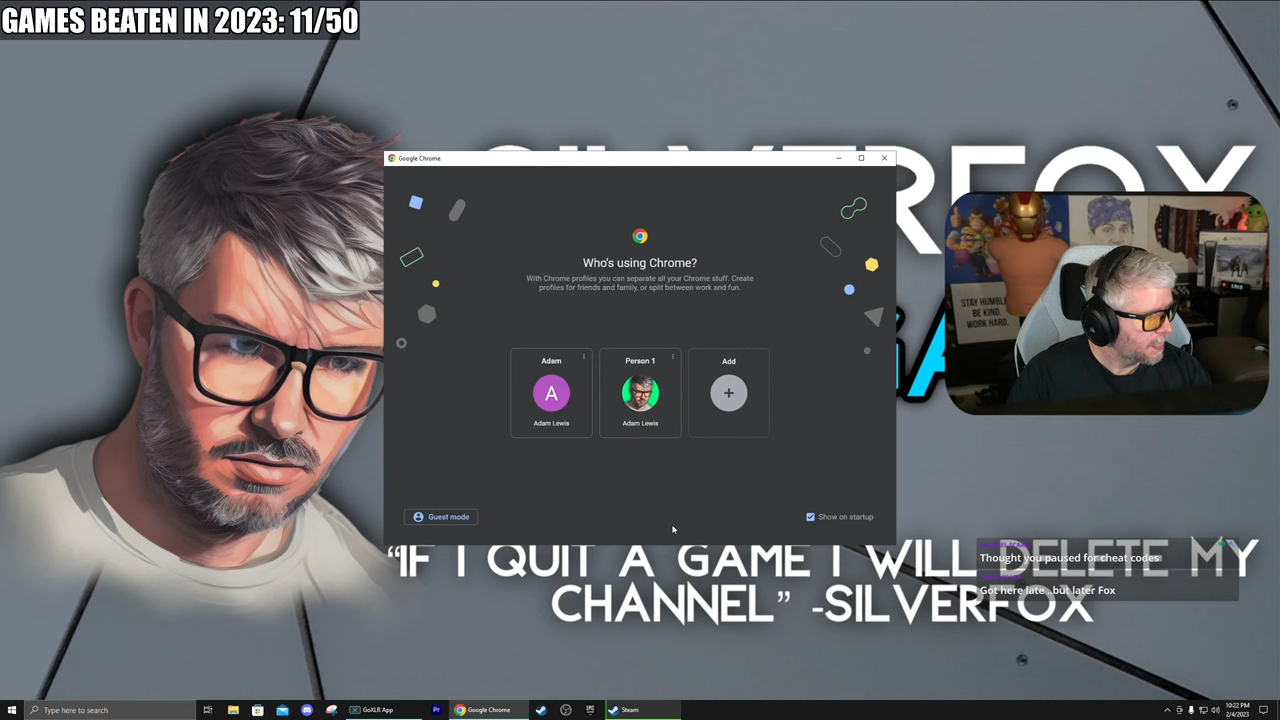 GAMES BEATEN IN 2023: 11/50
Google Chrome
Who's using Chrome?
With Chrome profiles you can separate all your Chrome stuff. Create
profiles for friends and family, or split between work and fun.
Adam
Person 1
Add
A
Adam Lewis
Adam Lewis
Guest mode
Show on startup
STAY HUMBLE.
BE KIND.
WORK HARD.
Thought you paused for cheat codes
Got here late ..but later Fox
“IF I QUIT A GAME I WILL DELETE MY
CHANNEL” -SILVERFOX
Type here to search
GoXLR App
Pr
Google Chrome
EPIC
Steam
10:22 PM
2/4/2023